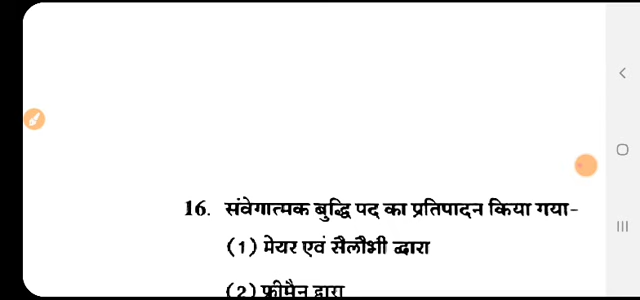 16. संवेगात्मक बुद्धि पद का प्रतिपादन किया गया-
(1) मेयर एवं सैलौभी द्वारा
(2) फ्रीमैन द्वारा